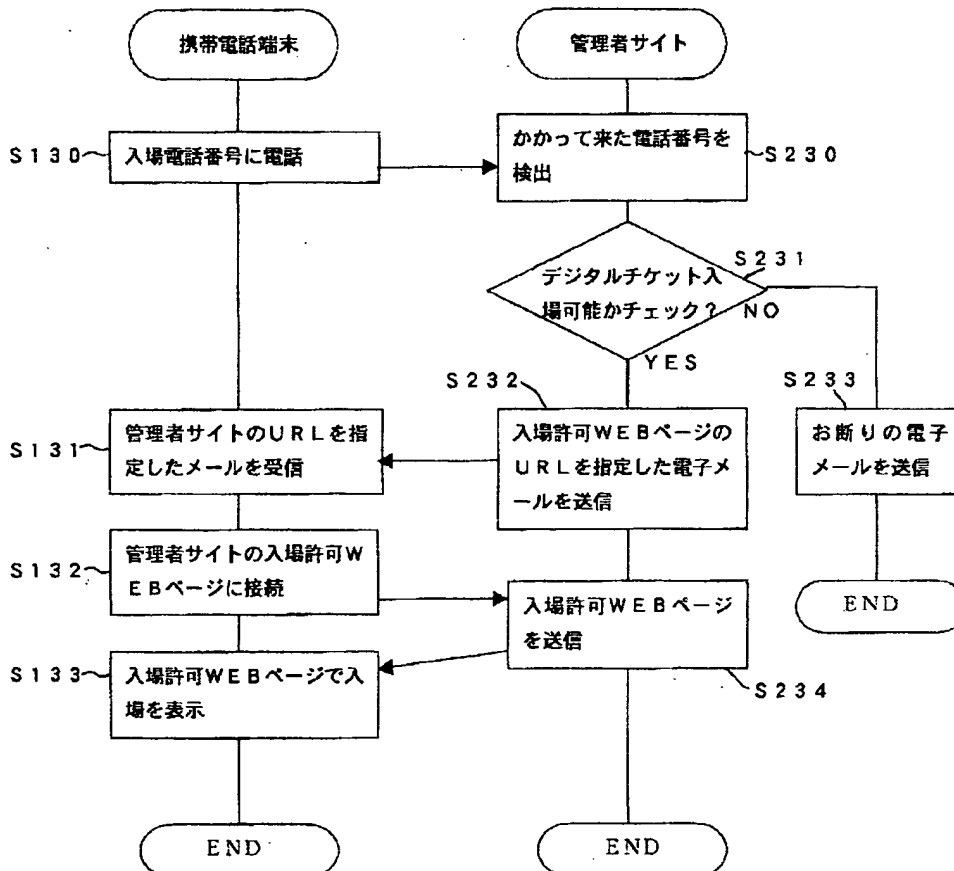 携帯電話端末
管理者サイト
S130
入場電話番号に電話
かかって来た電話番号を
検出
S230
S231
デジタルチケット入
場可能かチェック?
NO
YES
S232
S233
S131
管理者サイトのURLを指
定したメールを受信
入場許可WEBページの
URLを指定した電子メ
ールを送信
お断りの電子
メールを送信
S132
管理者サイトの入場許可W
EBページに接続
入場許可WEBページ
を送信
END
S133
入場許可WEBページで入
場を表示
S234
END
END